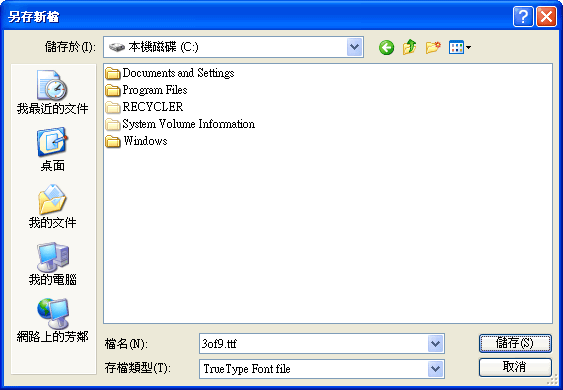 另存新檔
儲存於(I):
本機磁碟 (C:)
我最近的文件
桌面
我的文件
我的電腦
網路上的芳鄰
Documents and Settings
Program Files
RECYCLER
System Volume Information
Windows
檔名(N):
3of9.ttf
儲存(S)
存檔類型(T):
TrueType Font file
取消